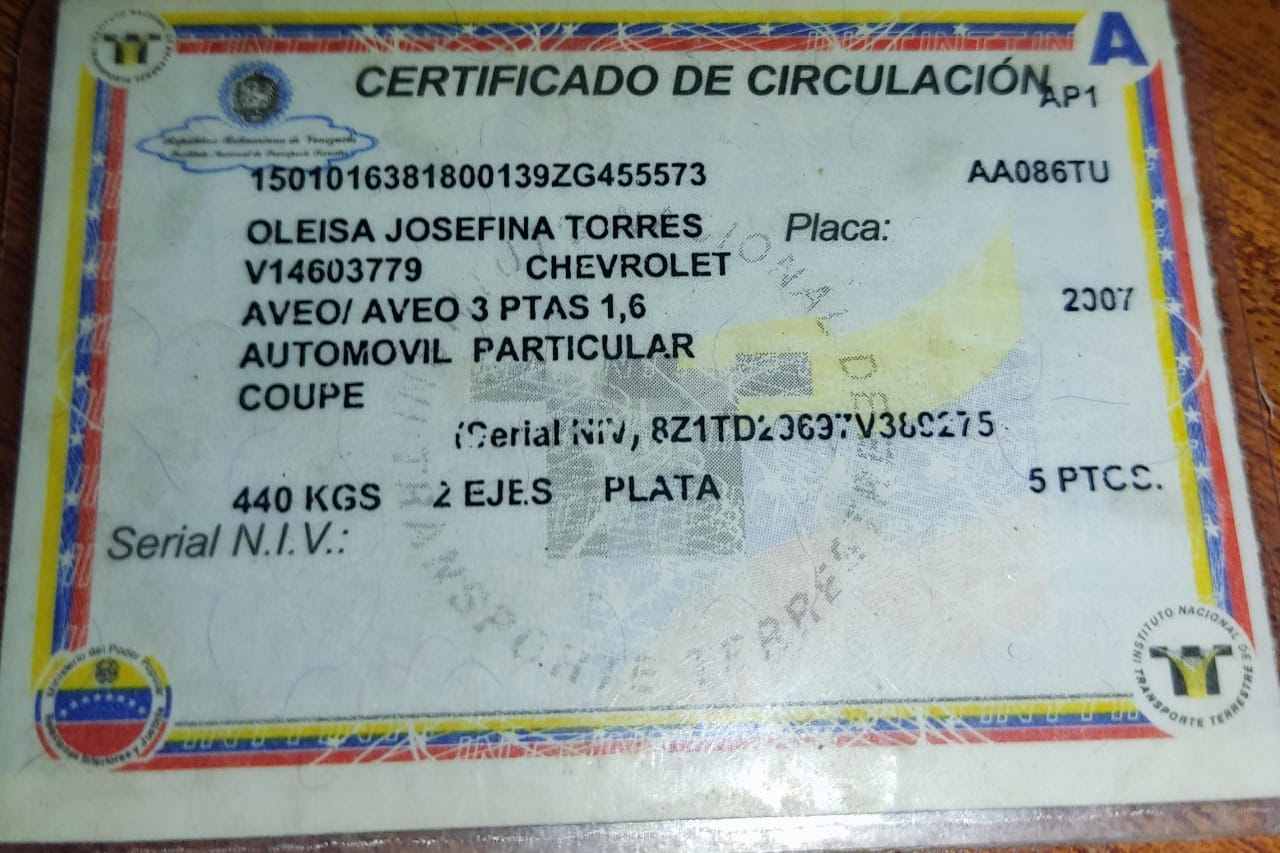 CERTIFICADO DE CIRCULACIÓN
A
AP1
República Bolivariana de Venezuela
Instituto Nacional de Transporte Terrestre
1501016381800139ZG455573 AA086TU
OLEISA JOSEFINA TORRES Placa:
V14603779 CHEVROLET
AVEO/ AVEO 3 PTAS 1,6 2007
AUTOMOVIL PARTICULAR
COUPE
(Serial NIV)
440 KGS 2 EJES PLATA 5 PTOS.
Serial N.I.V.:
Ministerio del Poder Popular
INSTITUTO NACIONAL DE TRANSPORTE TERRESTRE